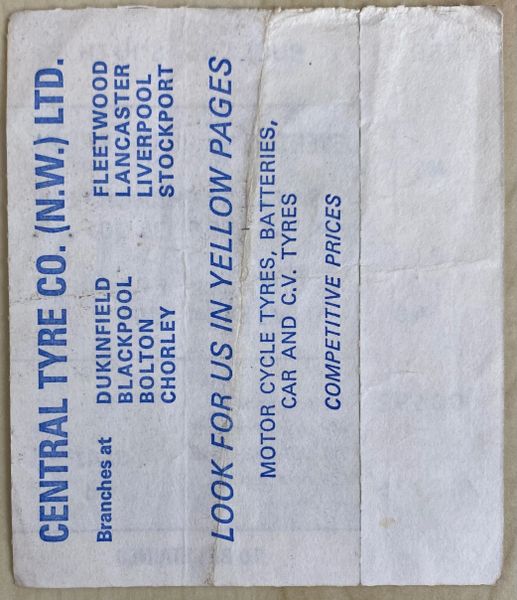 CENTRAL TYRE CO. (N.W.) LTD.
Branches at DUKINFIELD FLEETWOOD
BLACKPOOL LANCASTER
BOLTON LIVERPOOL
CHORLEY STOCKPORT
LOOK FOR US IN YELLOW PAGES
MOTOR CYCLE TYRES, BATTERIES,
CAR AND C.V. TYRES
COMPETITIVE PRICES